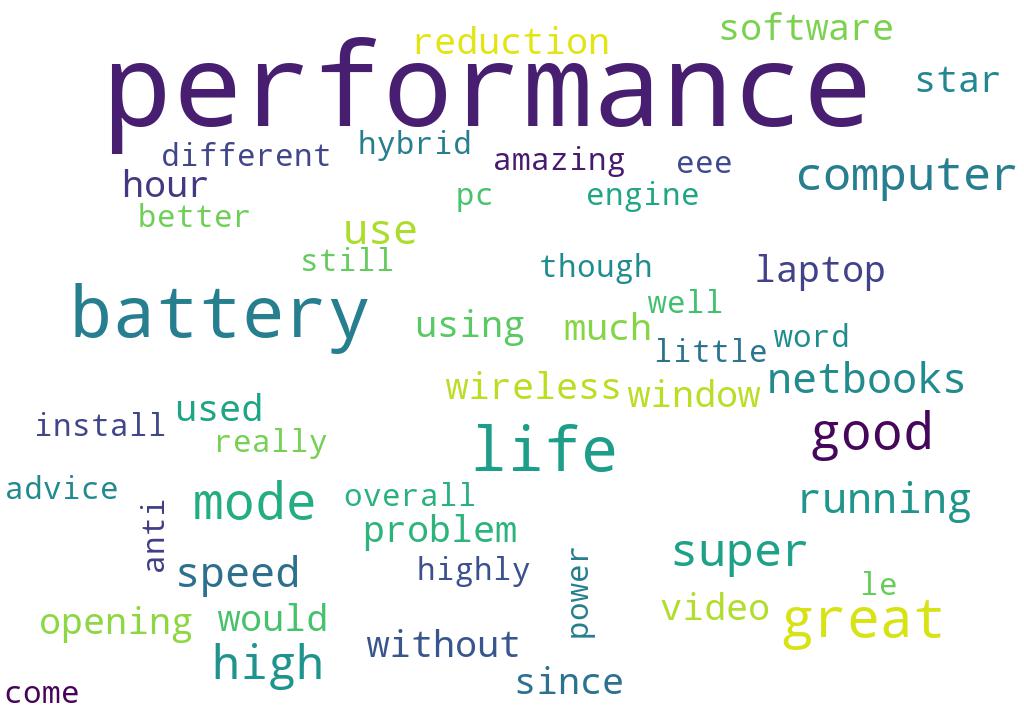 software
reduction
performance
star
different
hybrid
amazing
eee
computer
hour
pc
engine
better
use
still
though
laptop
battery
well
using
much
word
little
wireless
window
netbooks
install
used
really
life
good
advice
anti
mode
overall
problem
running
speed
highly
power
super
le
opening
would
video
great
high
without
since
come